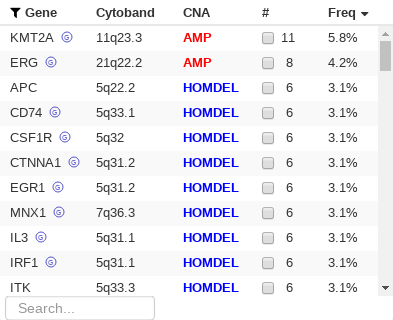 Gene Cytoband CNA # Freq
KMT2A G 11q23.3 AMP 11 5.8%
ERG G 21q22.2 AMP 8 4.2%
APC 5q22.2 HOMDEL 6 3.1%
CD74 G 5q33.1 HOMDEL 6 3.1%
CSF1R G 5q32 HOMDEL 6 3.1%
CTNNA1 G 5q31.2 HOMDEL 6 3.1%
EGR1 G 5q31.2 HOMDEL 6 3.1%
MNX1 G 7q36.3 HOMDEL 6 3.1%
IL3 G 5q31.1 HOMDEL 6 3.1%
IRF1 G 5q31.1 HOMDEL 6 3.1%
ITK 5q33.3 HOMDEL 6 3.1%
Search...